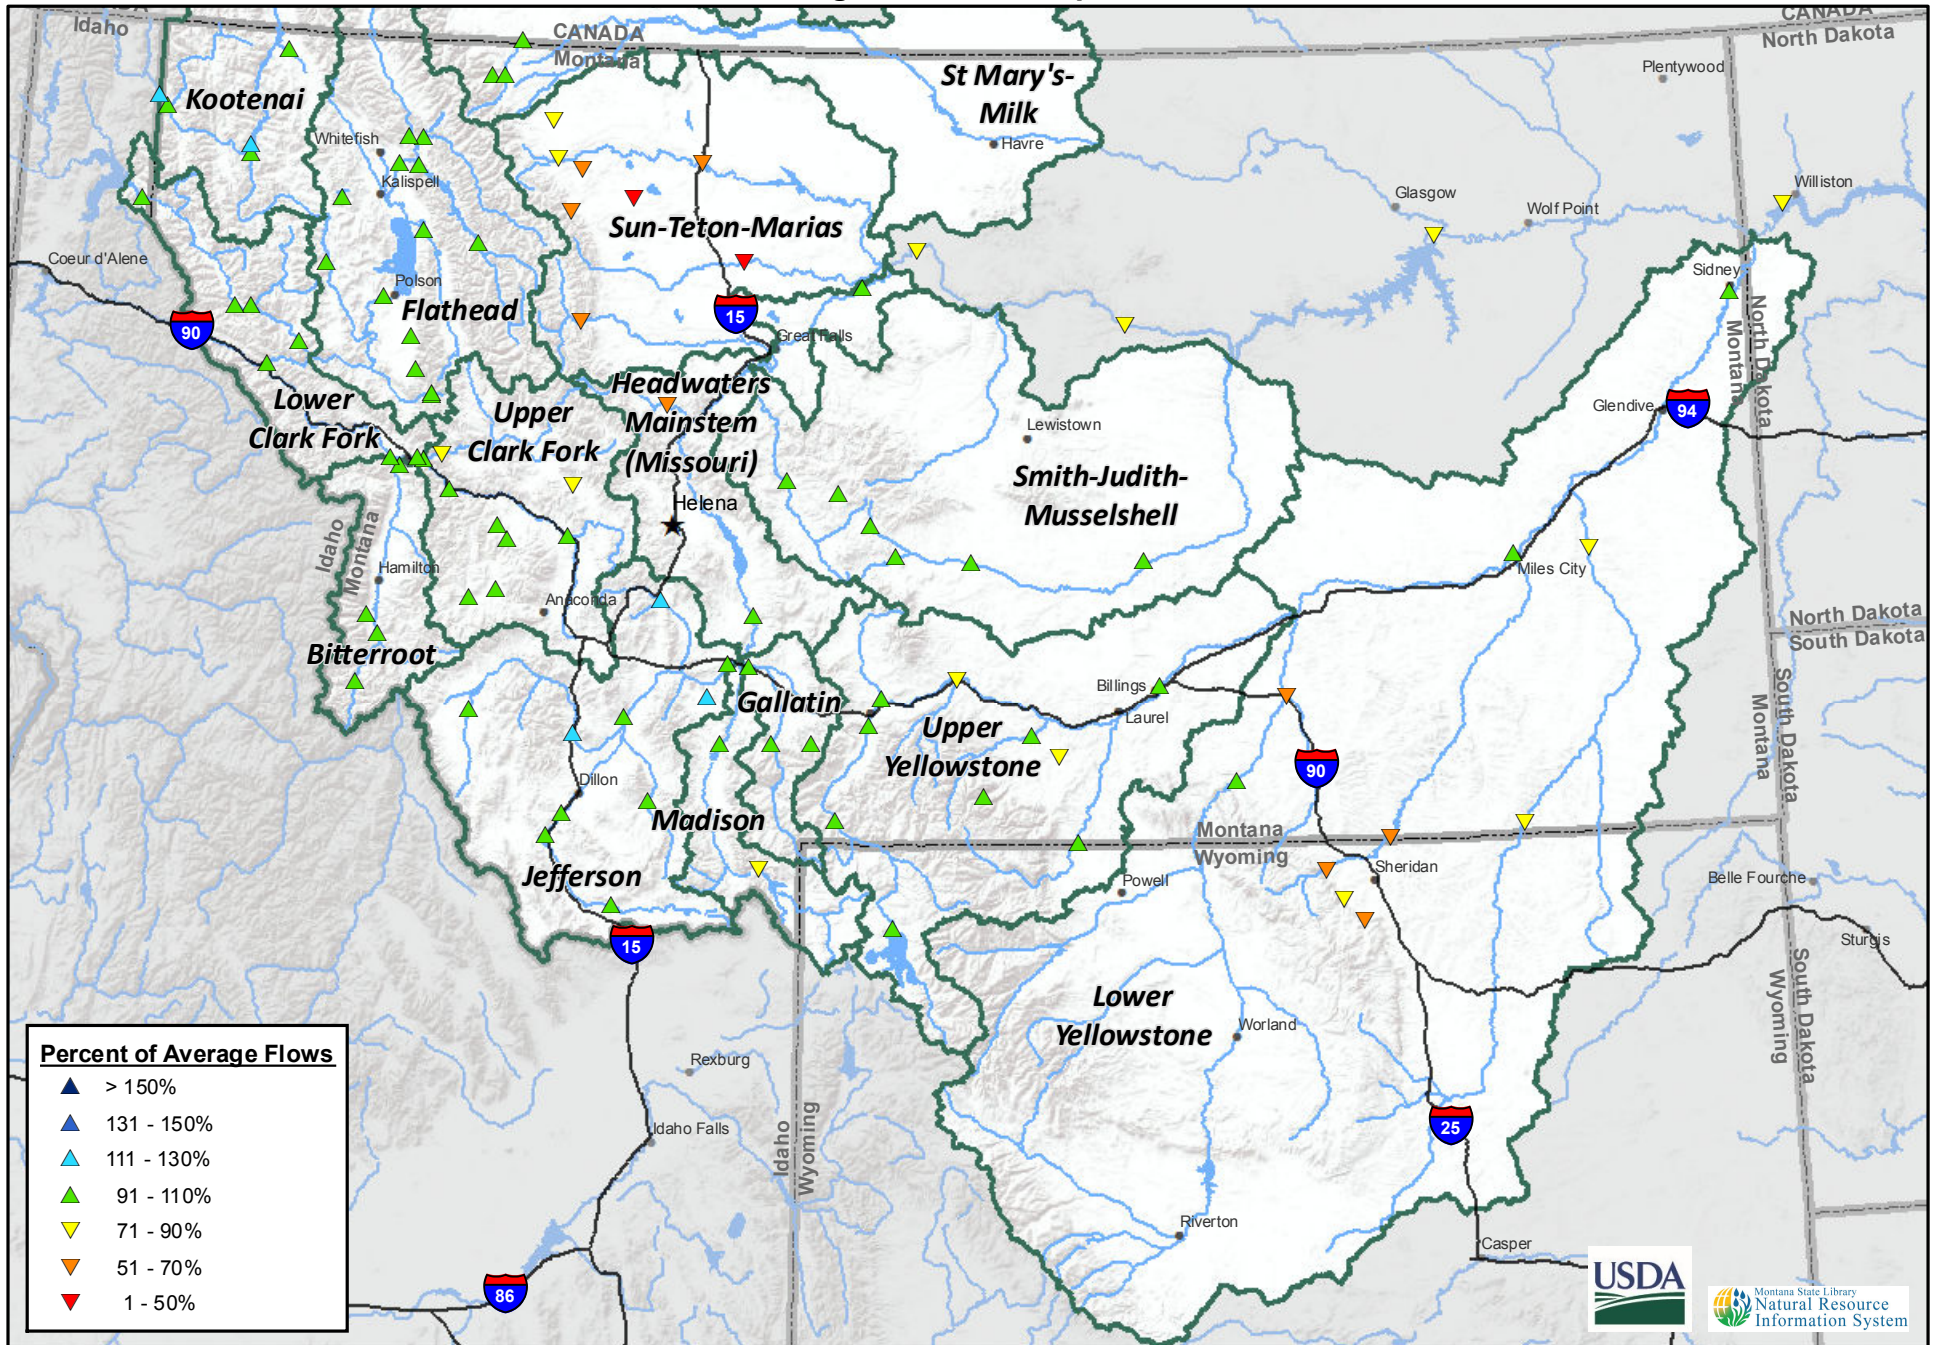 CANADA
Idaho
CANADA
Montana
CANADA
North Dakota
St Mary's-
Milk
Plentywood
Kootenai
Whitefish
Havre
Kalispell
Glasgow
Williston
Wolf Point
Sun-Teton-Marias
Coeur d'Alene
Polson
Sidney
Flathead
15
90
Great Falls
North Dakota
Montana
Headwaters
Mainstem
(Missouri)
Lower
Clark Fork
Upper
Clark Fork
Glendive
94
Lewistown
Smith-Judith-
Musselshell
Helena
Idaho
Montana
Hamilton
Miles City
Anaconda
North Dakota
South Dakota
Bitterroot
Gallatin
Billings
Laurel
South Dakota
Montana
Upper
Yellowstone
90
Dillon
Madison
Montana
Wyoming
Jefferson
Powell
Sheridan
Belle Fourche
15
Sturgis
South Dakota
Wyoming
Lower
Yellowstone
Worland
Percent of Average Flows
> 150%
131 - 150%
111 - 130%
91 - 110%
71 - 90%
51 - 70%
1 - 50%
Rexburg
Idaho Falls
Idaho
Wyoming
25
Riverton
Casper
86
USDA
Montana State Library
Natural Resource
Information System